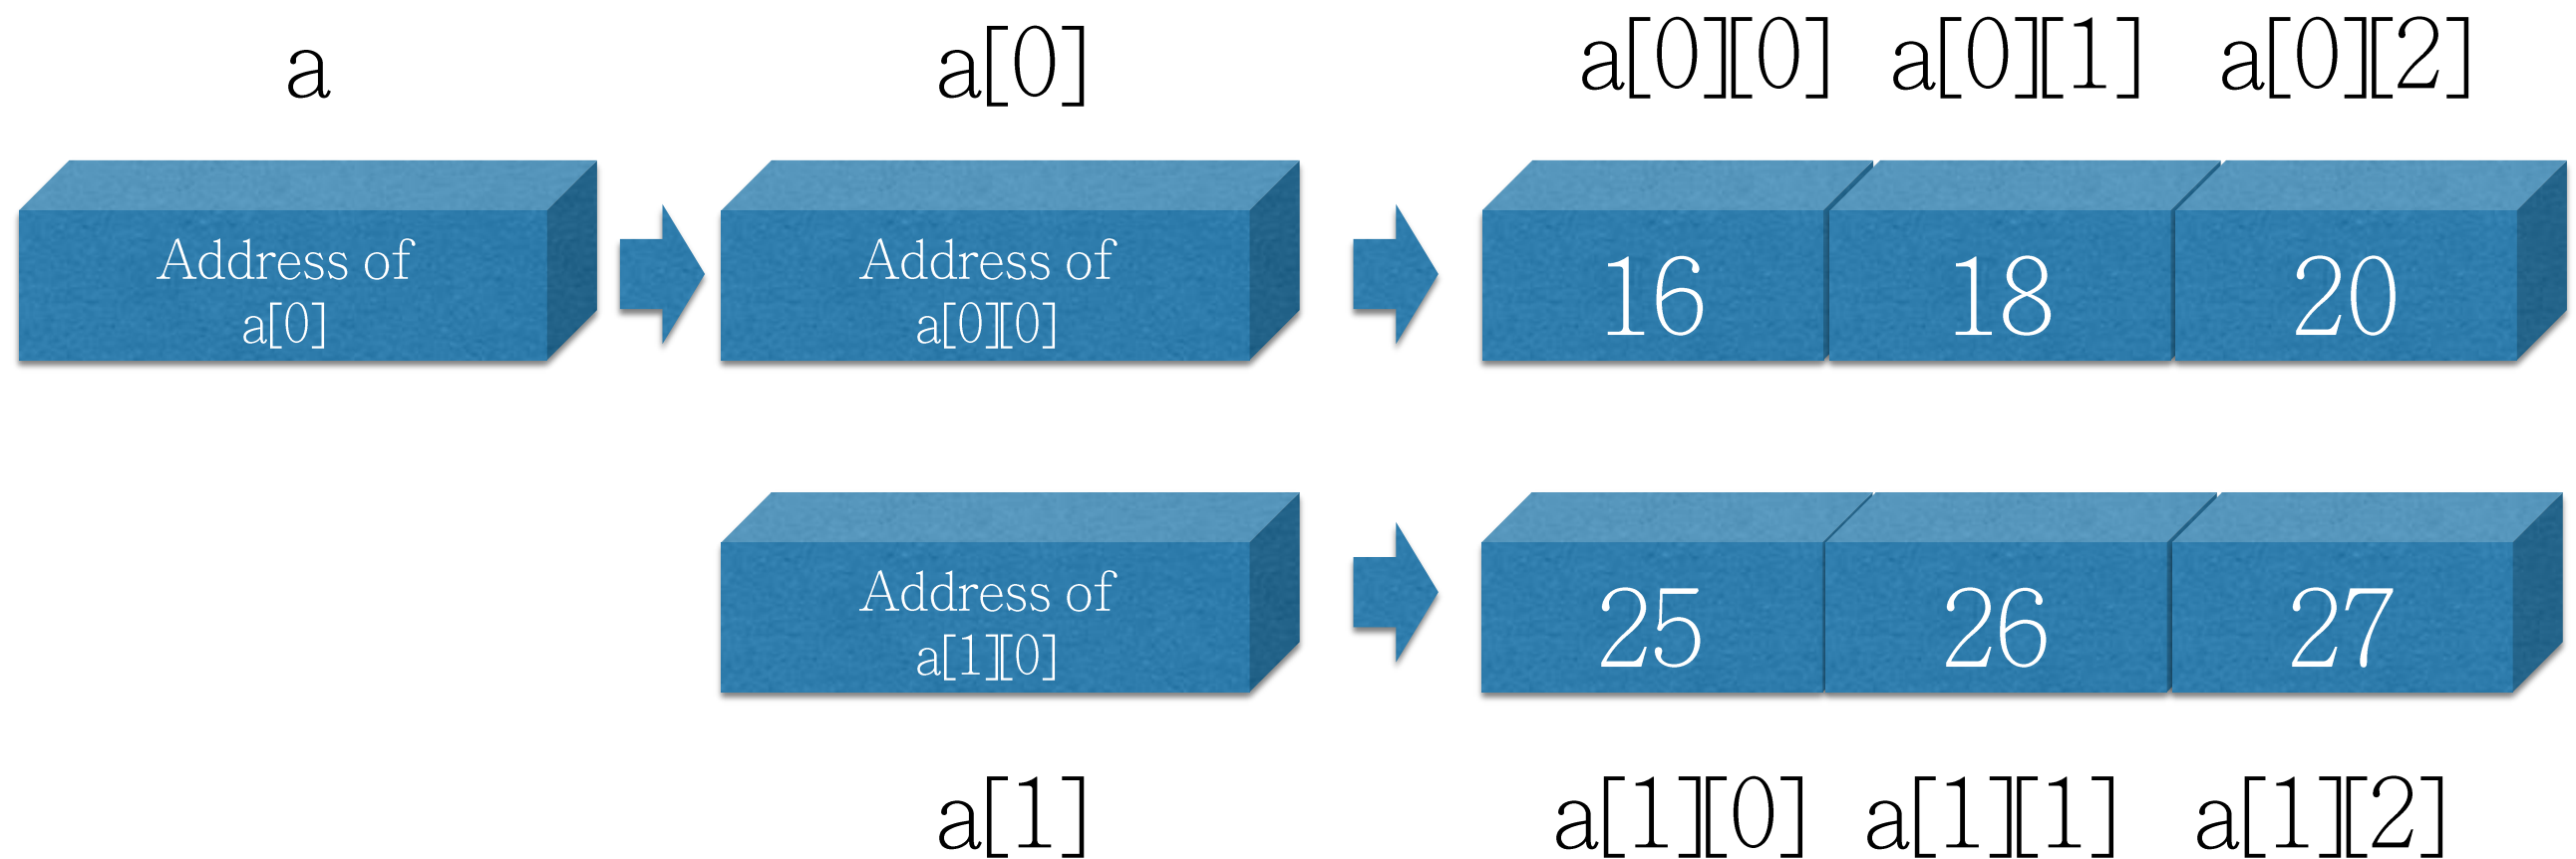 a
a[0]
a[0][0] a[0][1] a[0][2]
Address of
a[0]
Address of
a[0][0]
16 18 20
Address of
a[1][0]
25 26 27
a[1]
a[1][0] a[1][1] a[1][2]